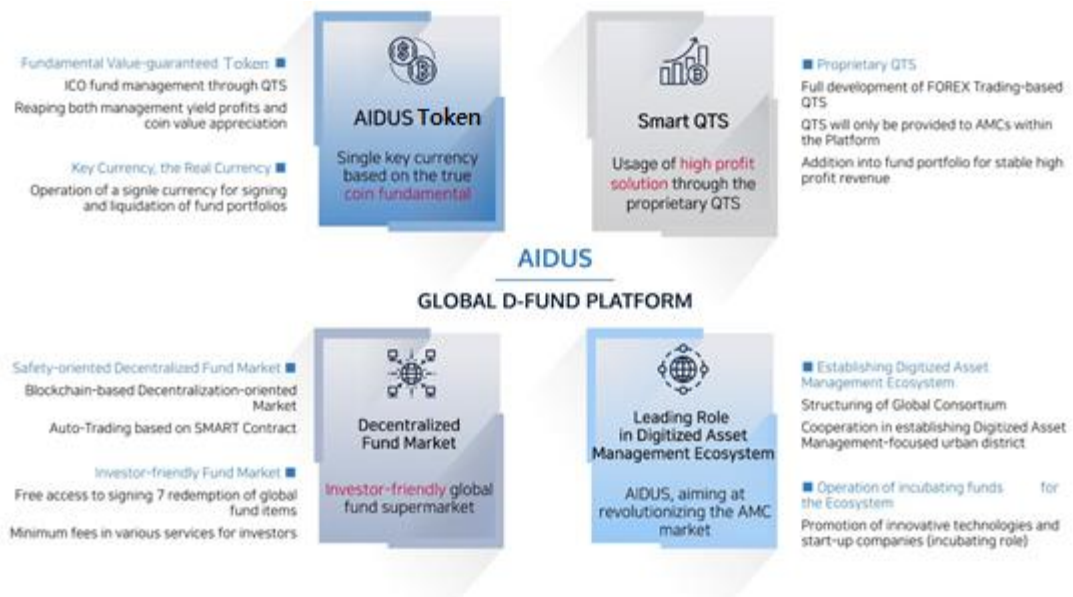 Fundamental Value-guaranteed Token
ICO fund management through QTS
Reaping both management yield profits and
coin value appreciation
Key Currency, the Real Currency
Operation of a signle currency for signing
and liquidation of fund portfolios
AIDUS Token
Single key currency
based on the true
coin fundamental
Smart QTS
Usage of high profit
solution through the
proprietary QTS
Proprietary QTS
Full development of FOREX Trading-based
QTS
QTS will only be provided to AMCs within
the Platform
Addition into fund portfolio for stable high
profit revenue
AIDUS
GLOBAL D-FUND PLATFORM
Safety-oriented Decentralized Fund Market
Blockchain-based Decentralization-oriented
Market
Auto-Trading based on SMART Contract
Investor-friendly Fund Market
Free access to signing 7 redemption of global
fund items
Minimum fees in various services for investors
Decentralized
Fund Market
Investor-friendly global
fund supermarket
Leading Role
in Digitized Asset
Management Ecosystem
AIDUS, aiming at
revolutionizing the AMC
market
Establishing Digitized Asset
Management Ecosystem
Structuring of Global Consortium
Cooperation in establishing Digitized Asset
Management-focused urban district
Operation of incubating funds for
the Ecosystem
Promotion of innovative technologies and
start-up companies (incubating role)